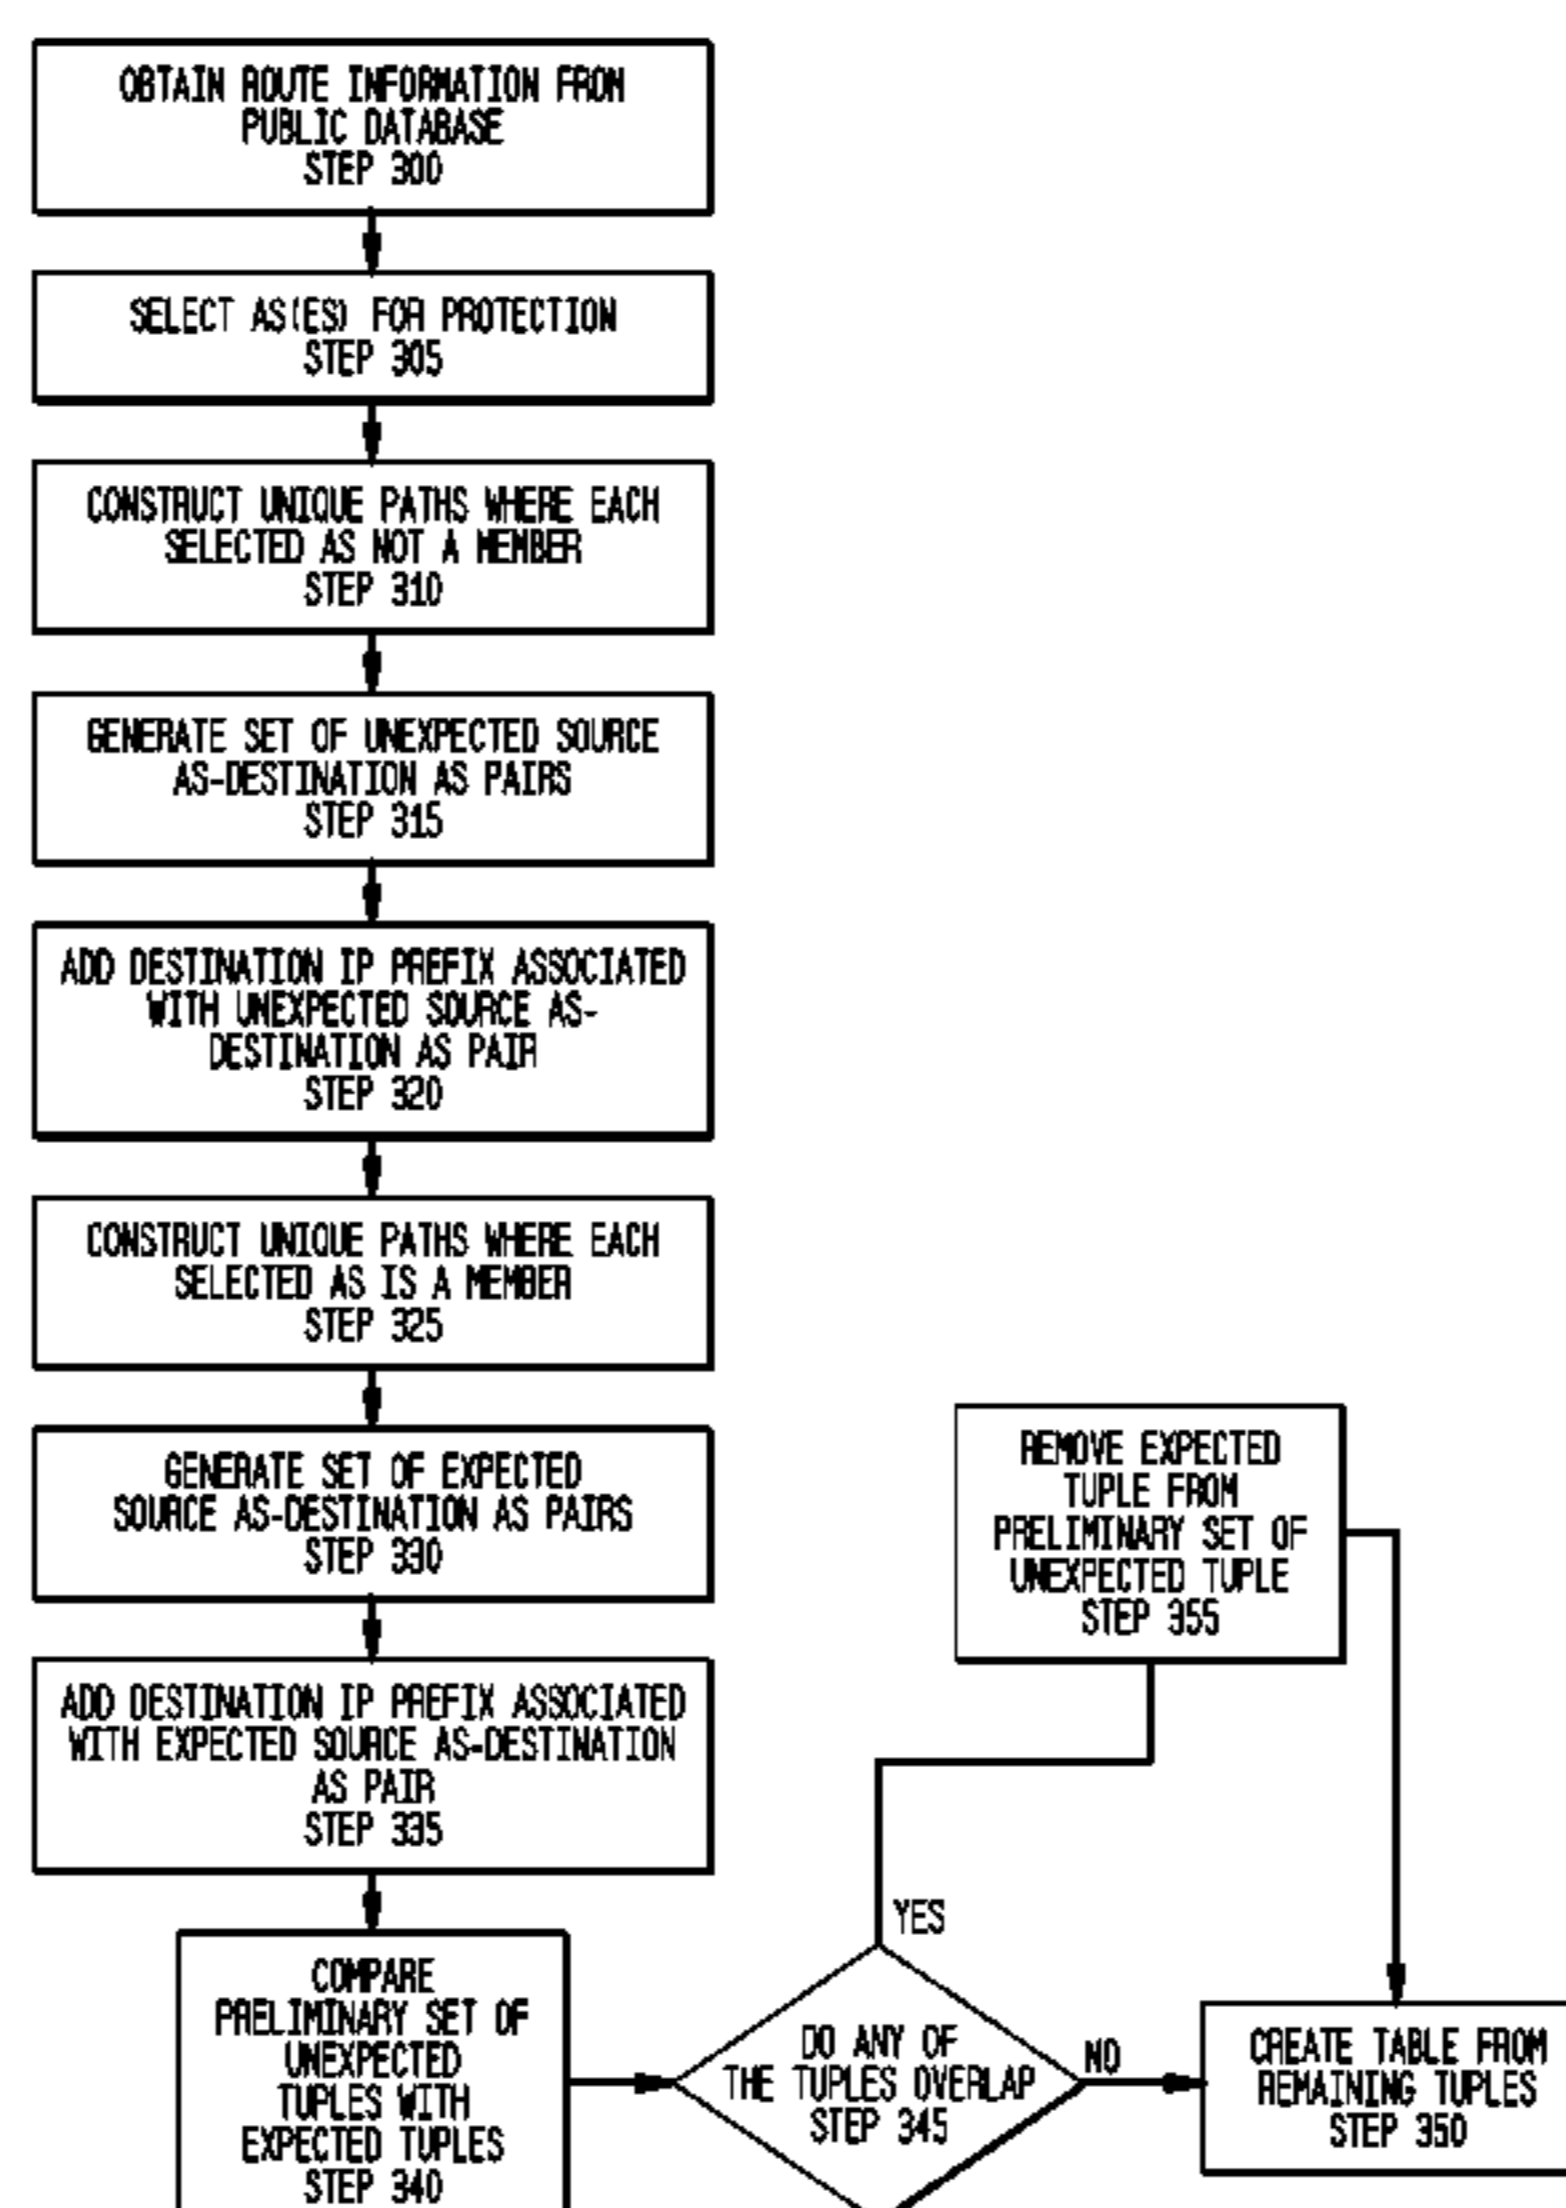 OBTAIN ROUTE INFORMATION FROM
PUBLIC DATABASE
STEP 300
SELECT AS(ES) FOR PROTECTION
STEP 305
CONSTRUCT UNIQUE PATHS WHERE EACH
SELECTED AS NOT A MEMBER
STEP 310
GENERATE SET OF UNEXPECTED SOURCE
AS-DESTINATION AS PAIRS
STEP 315
ADD DESTINATION IP PREFIX ASSOCIATED
WITH UNEXPECTED SOURCE AS-
DESTINATION AS PAIR
STEP 320
CONSTRUCT UNIQUE PATHS WHERE EACH
SELECTED AS IS A MEMBER
STEP 325
GENERATE SET OF EXPECTED
SOURCE AS-DESTINATION AS PAIRS
STEP 330
ADD DESTINATION IP PREFIX ASSOCIATED
WITH EXPECTED SOURCE AS-DESTINATION
AS PAIR
STEP 335
COMPARE
PRELIMINARY SET OF
UNEXPECTED
TUPLES WITH
EXPECTED TUPLES
STEP 340
DO ANY OF
THE TUPLES OVERLAP
STEP 345
YES
REMOVE EXPECTED
TUPLE FROM
PRELIMINARY SET OF
UNEXPECTED TUPLE
STEP 355
NO
CREATE TABLE FROM
REMAINING TUPLES
STEP 350